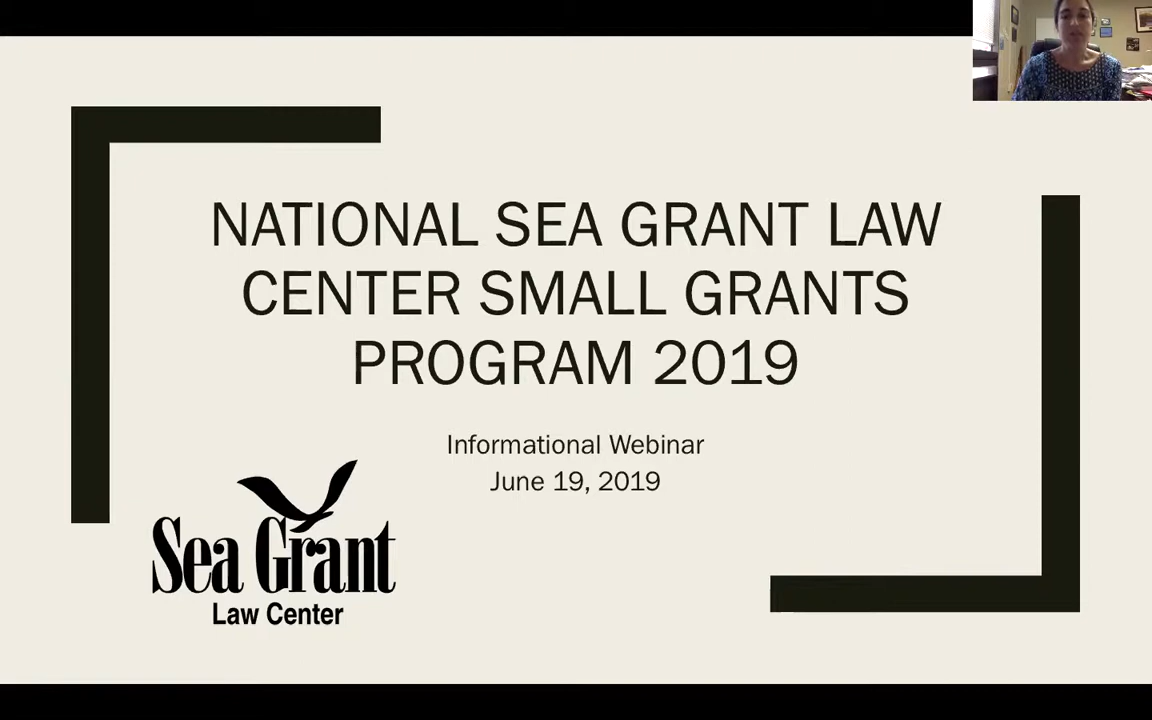 NATIONAL SEA GRANT LAW
CENTER SMALL GRANTS
PROGRAM 2019
Informational Webinar
June 19, 2019
Sea Grant
Law Center